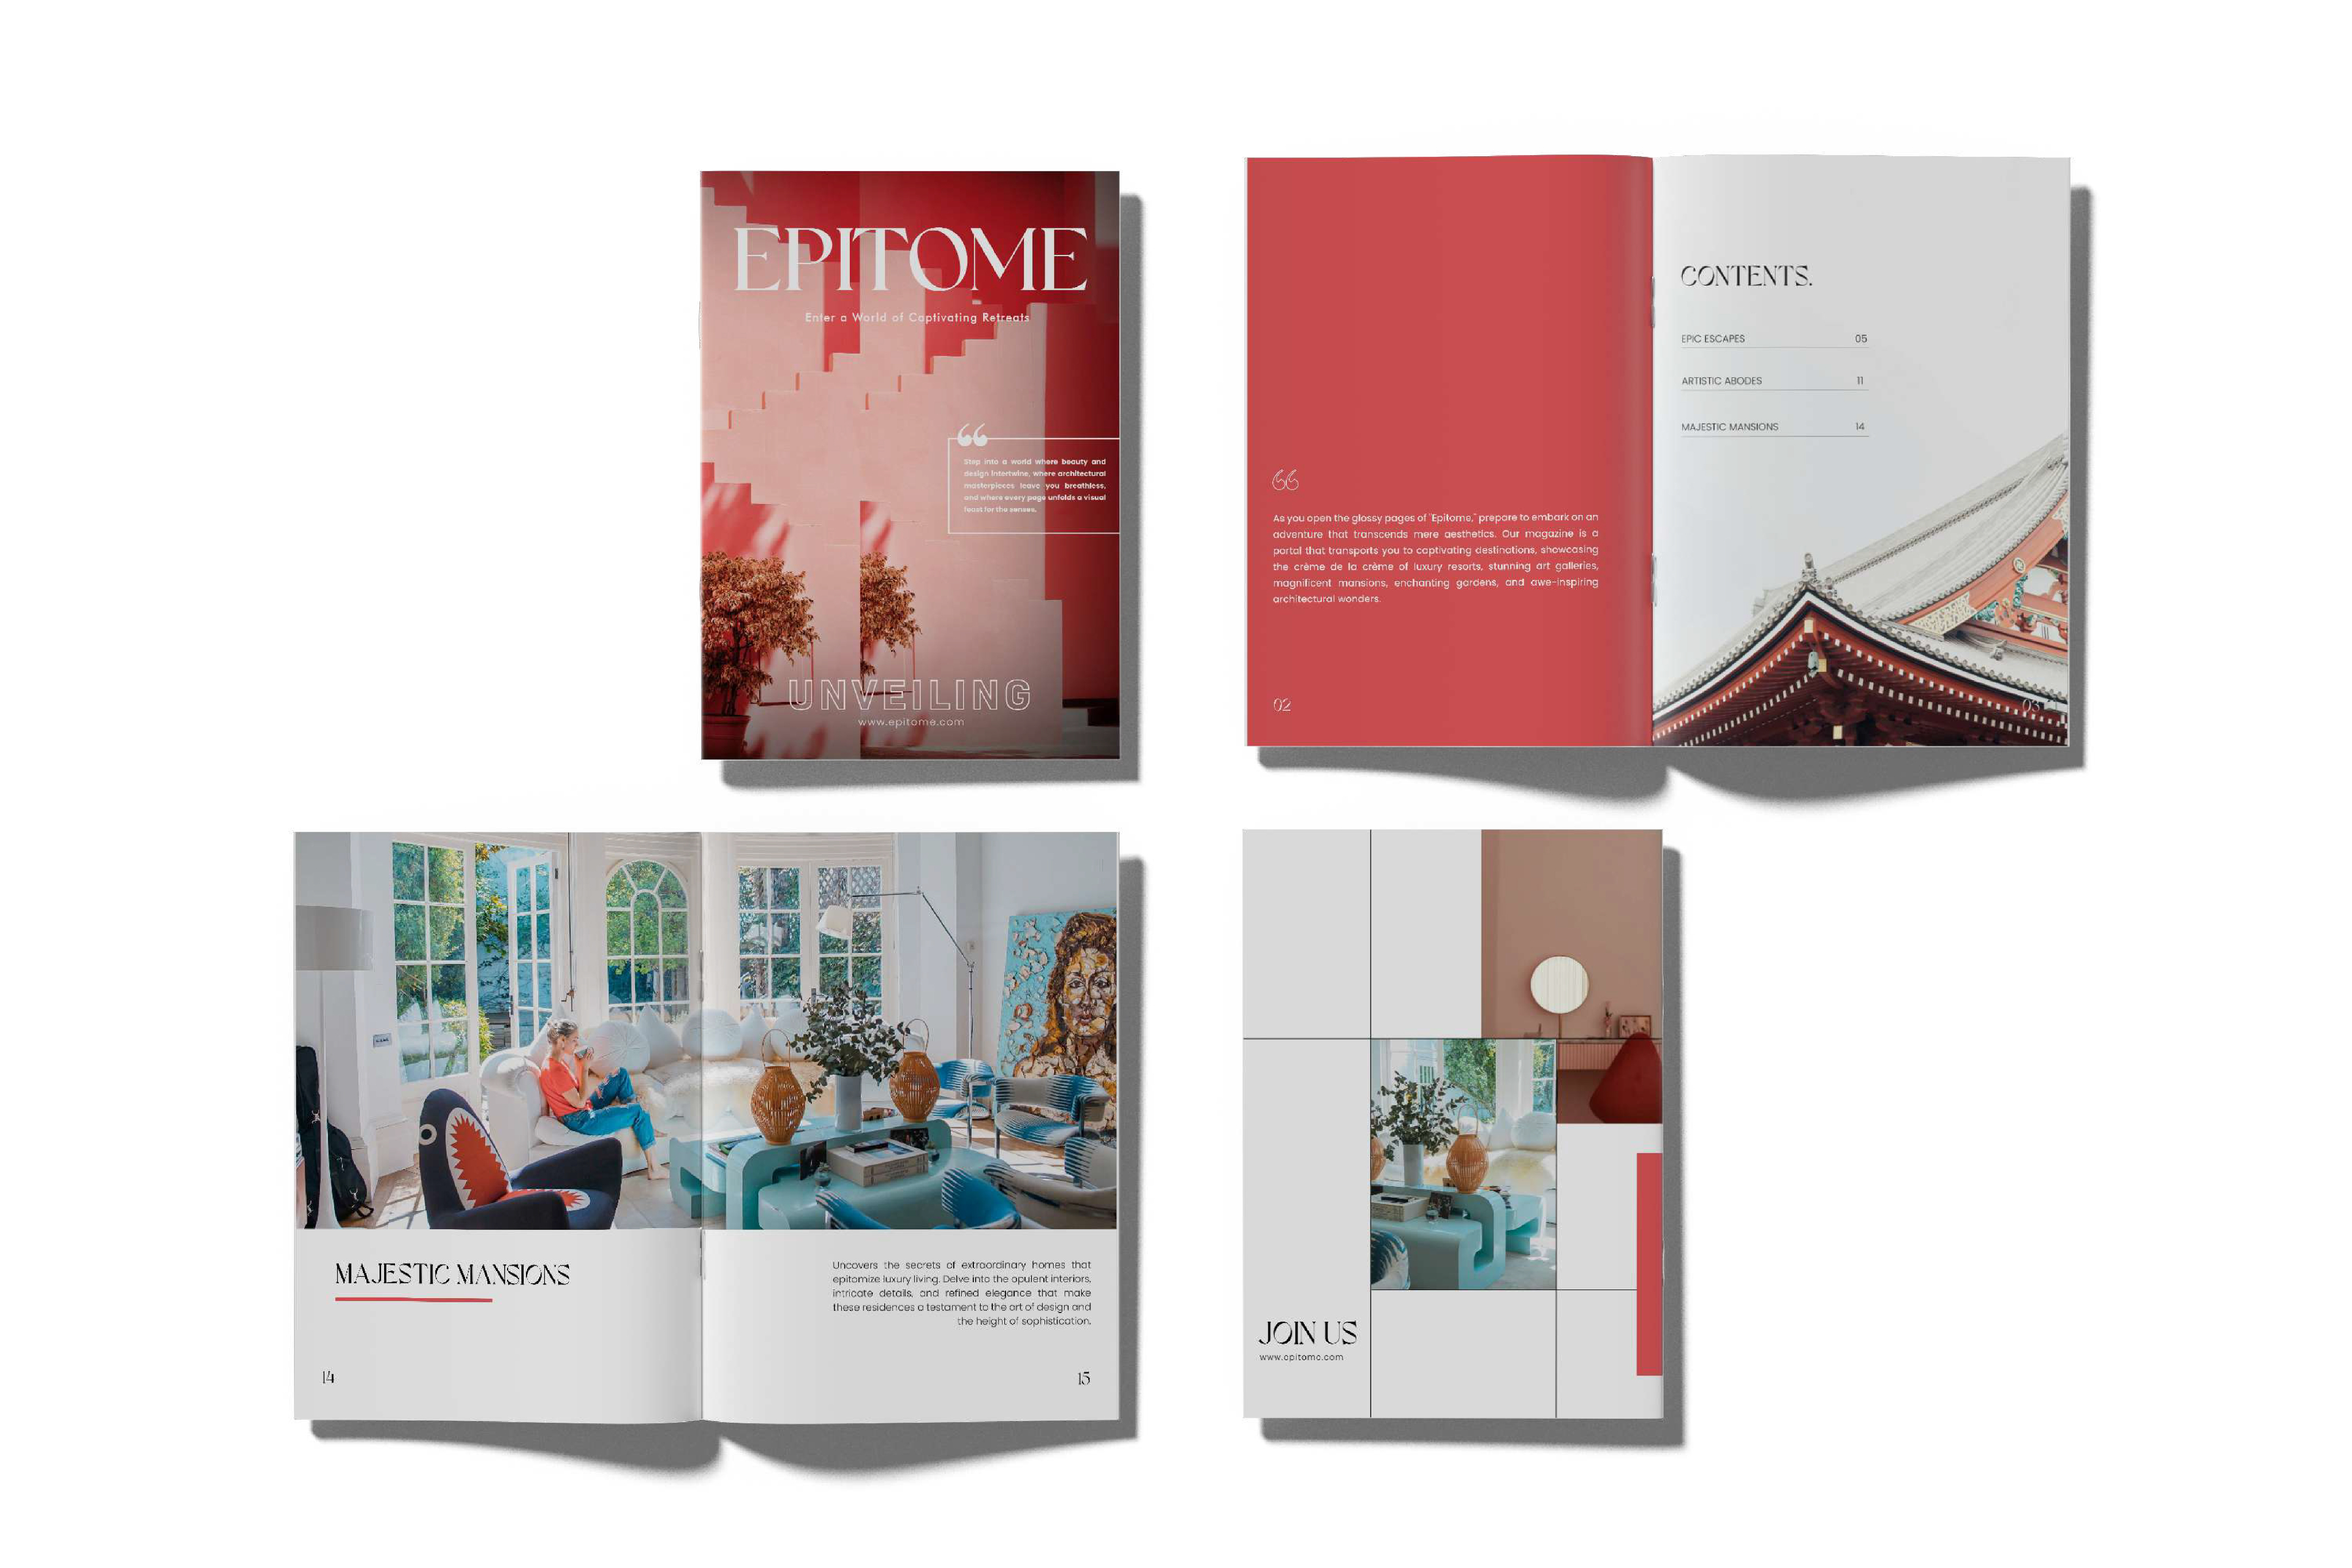 EPITOME
Enter a World of Captivating Retreats
Step into a world where beauty and
design intertwine, where architectural
masterpieces leave you breathless,
and where every page unfolds a visual
feast for the senses.
UNVEILING
www.epitome.com
As you open the glossy pages of "Epitome," prepare to embark on an
adventure that transcends mere aesthetics. Our magazine is a
portal that transports you to captivating destinations, showcasing
the crème de la crème of luxury resorts, stunning art galleries,
magnificent mansions, enchanting gardens, and awe-inspiring
architectural wonders.
02
CONTENTS.
EPIC ESCAPES 05
ARTISTIC ABODES 11
MAJESTIC MANSIONS 14
03
MAJESTIC MANSIONS
14
Uncovers the secrets of extraordinary homes that
epitomize luxury living. Delve into the opulent interiors,
intricate details, and refined elegance that make
these residences a testament to the art of design and
the height of sophistication.
15
JOIN US
www.epitome.com